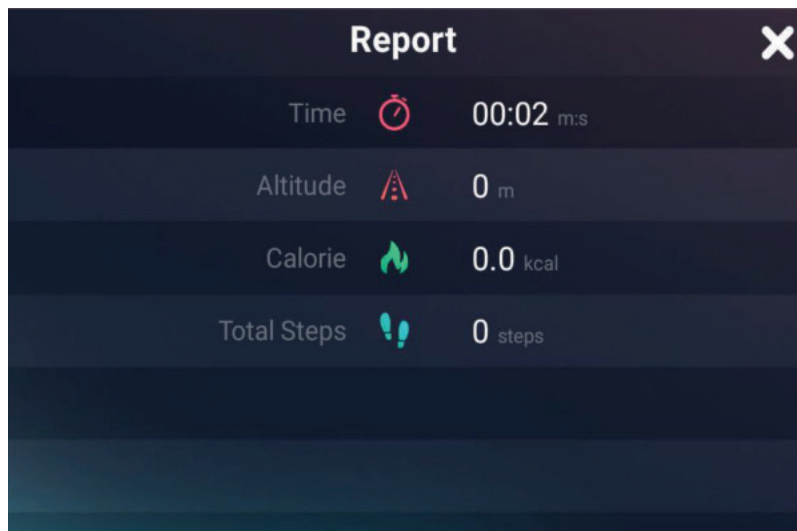 Report
Time 00:02 m:s
Altitude 0 m
Calorie 0.0 kcal
Total Steps 0 steps